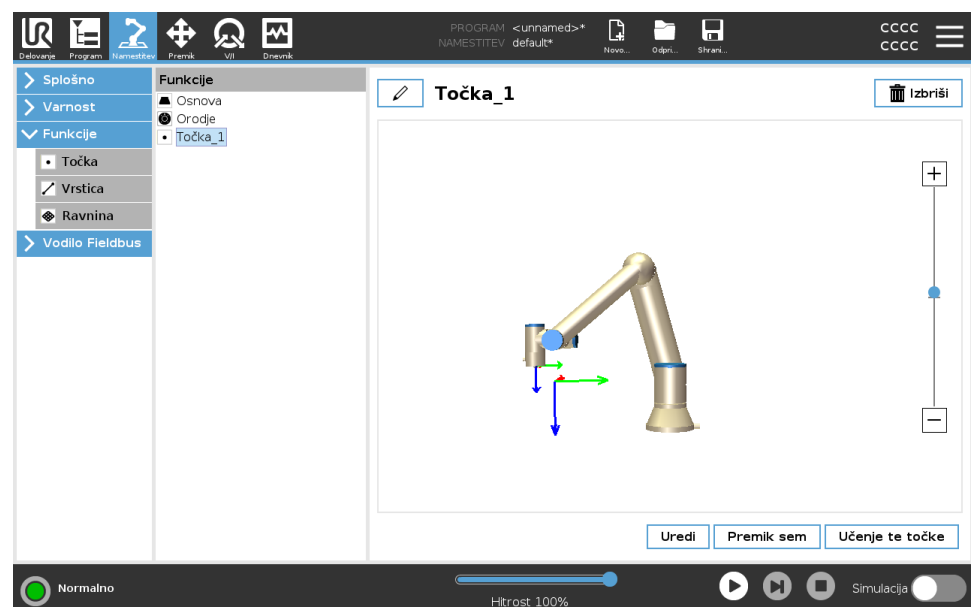 UR
Delovanje
Program
Namestitev
Premik
V/I
Dnevnik
PROGRAM <unnamed>*
NAMESTITEV default*
Novo...
Odpri...
Shrani...
cccc
cccc
Splošno
Varnost
Funkcije
Točka
Vrstica
Ravnina
Vodilo Fieldbus
Funkcije
Osnova
Orodje
Točka_1
Točka_1
Izbriši
Uredi
Premik sem
Učenje te točke
Normalno
Hitrost 100%
Simulacija